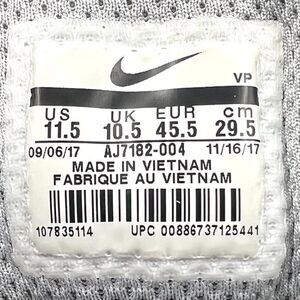 VP
US UK EUR cm
11.5 10.5 45.5 29.5
09/06/17 AJ7182-004 11/16/17
MADE IN VIETNAM
FABRIQUE AU VIETNAM
107835114 UPC 00886737125441